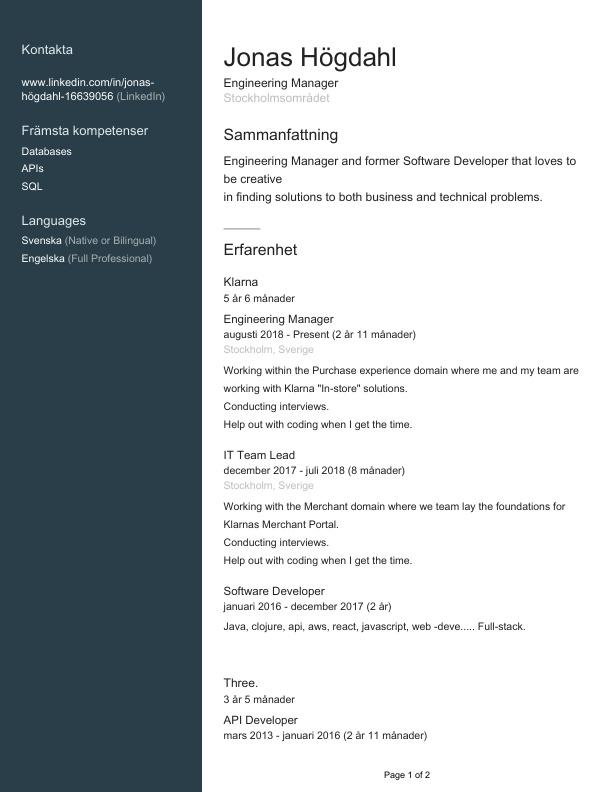 Kontakta
www.linkedin.com/in/jonas-
högdahl-16639056 (LinkedIn)
Främsta kompetenser
Databases
APIs
SQL
Languages
Svenska (Native or Bilingual)
Engelska (Full Professional)
Jonas Högdahl
Engineering Manager
Stockholmsområdet
Sammanfattning
Engineering Manager and former Software Developer that loves to
be creative
in finding solutions to both business and technical problems.
Erfarenhet
Klarna
5 år 6 månader
Engineering Manager
augusti 2018 - Present (2 år 11 månader)
Stockholm, Sverige
Working within the Purchase experience domain where me and my team are
working with Klarna "In-store" solutions.
Conducting interviews.
Help out with coding when I get the time.
IT Team Lead
december 2017 - juli 2018 (8 månader)
Stockholm, Sverige
Working with the Merchant domain where we team lay the foundations for
Klarnas Merchant Portal.
Conducting interviews.
Help out with coding when I get the time.
Software Developer
januari 2016 - december 2017 (2 år)
Java, clojure, api, aws, react, javascript, web -deve..... Full-stack.
Three.
3 år 5 månader
API Developer
mars 2013 - januari 2016 (2 år 11 månader)
Page 1 of 2